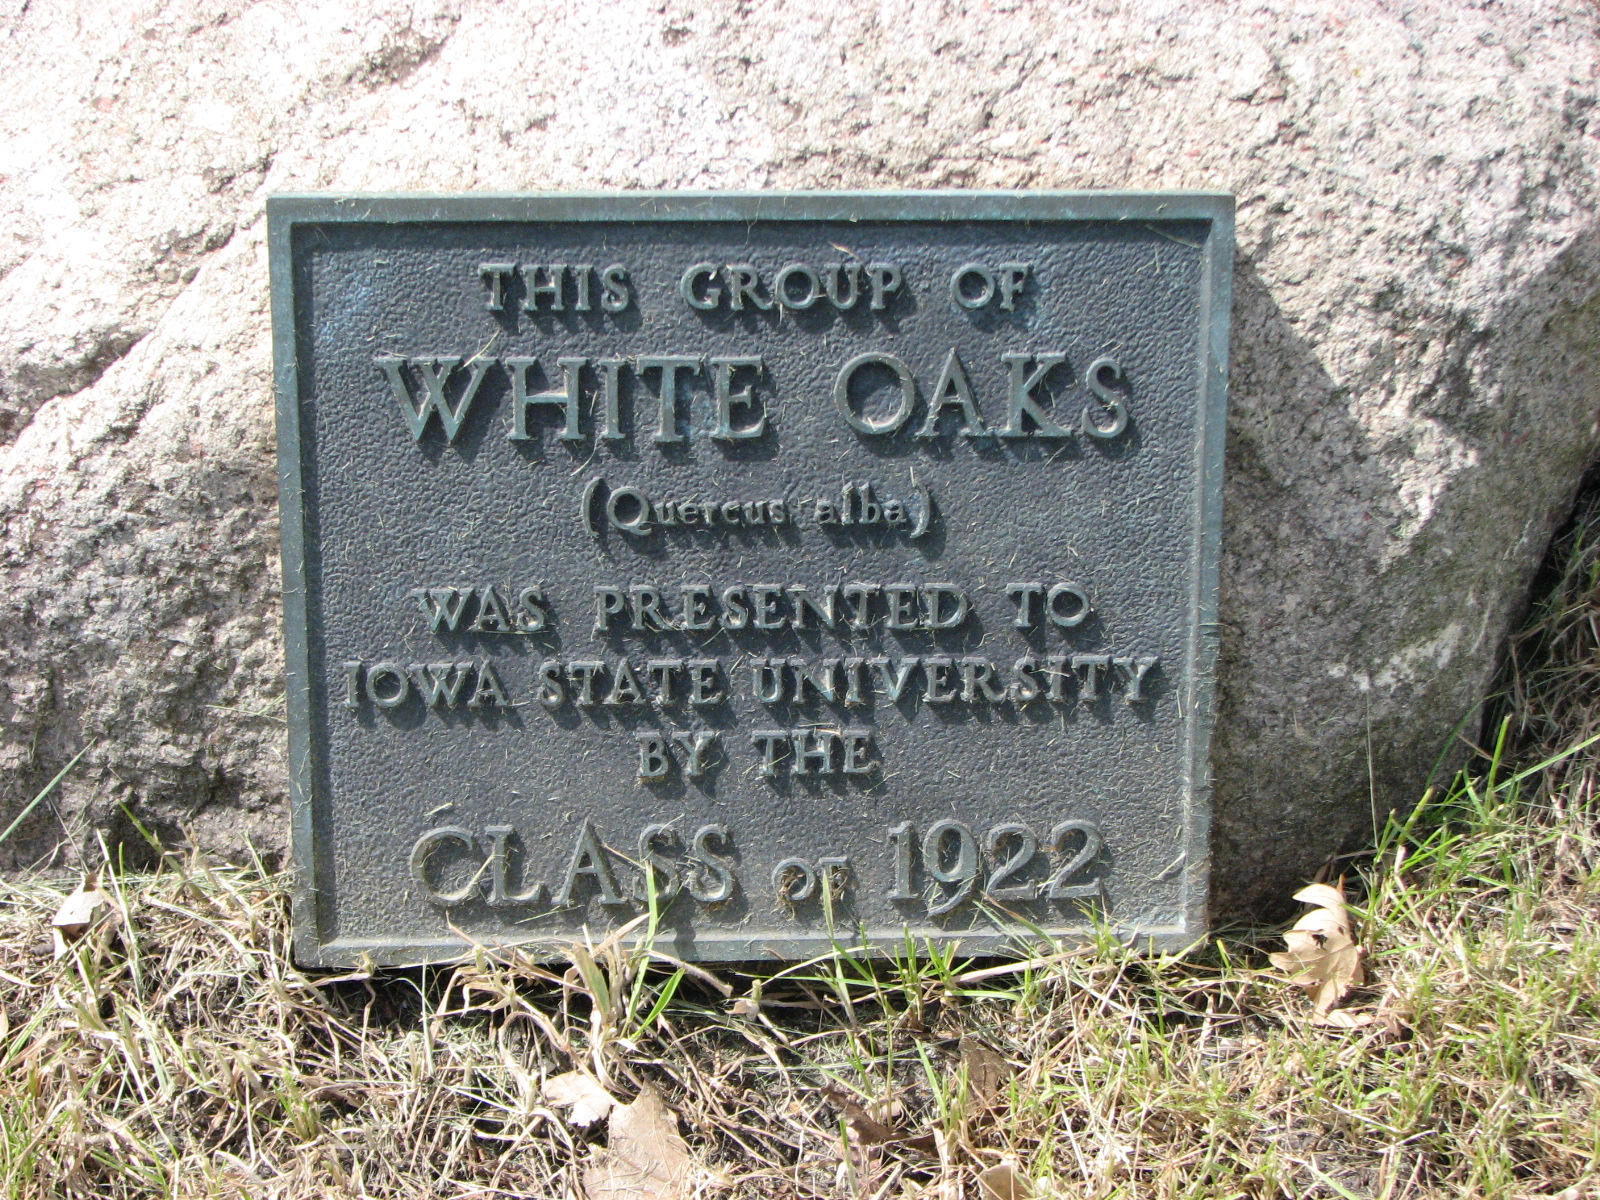 THIS GROUP OF
WHITE OAKS
(Quercus alba)
WAS PRESENTED TO
IOWA STATE UNIVERSITY
BY THE
CLASS OF 1922